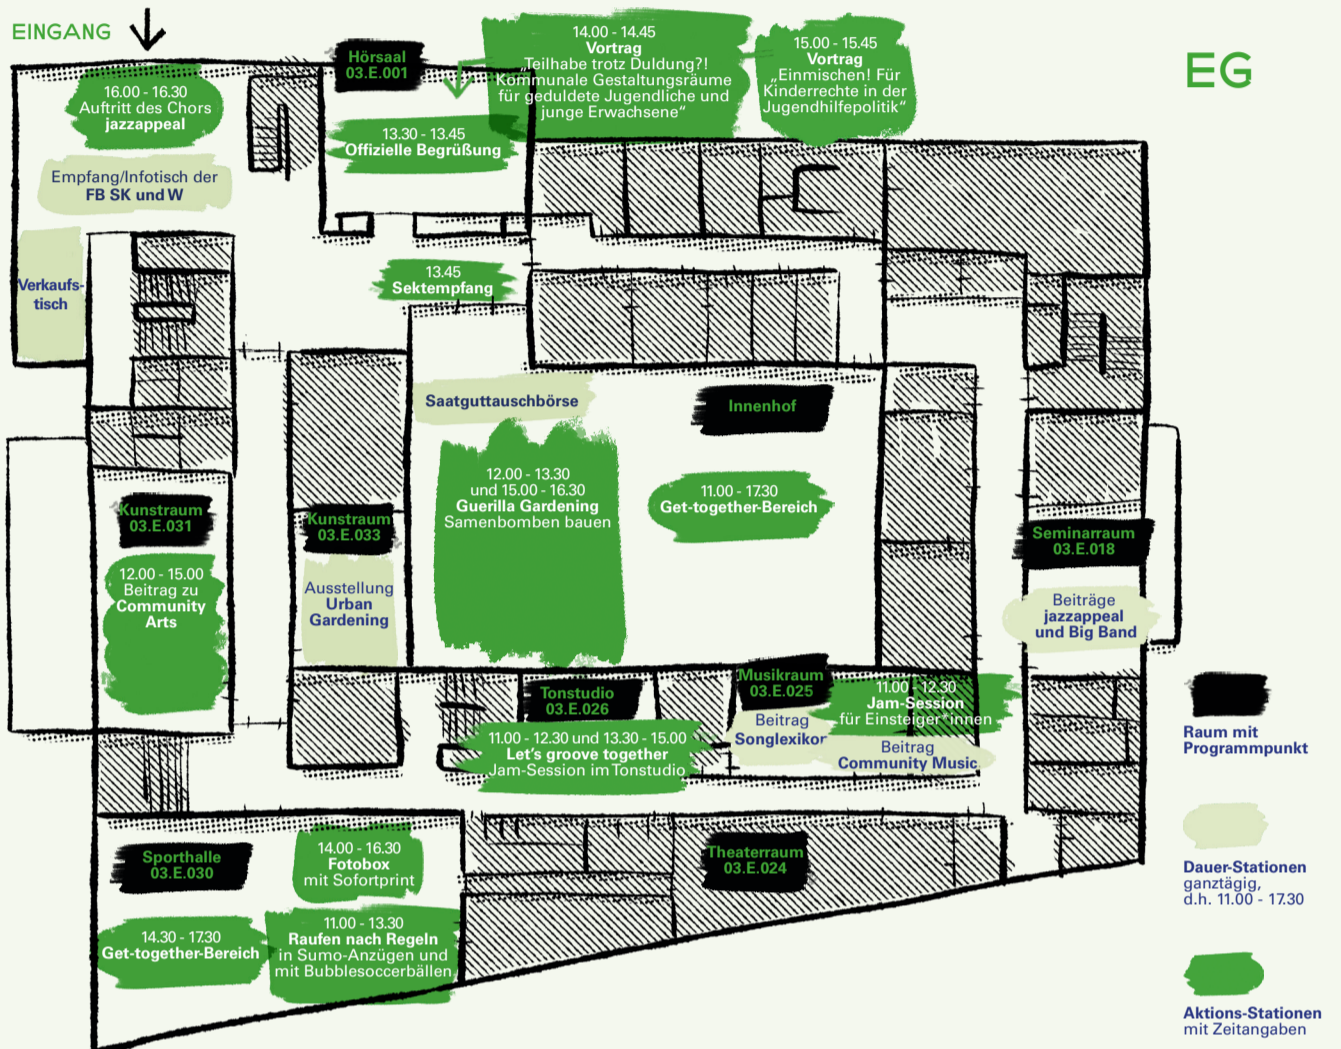 EINGANG
EG
Hörsaal
03.E.001
14.00 - 14.45
Vortrag
„Teilhabe trotz Duldung?!
Kommunale Gestaltungsräume
für geduldete Jugendliche und
junge Erwachsene“
15.00 - 15.45
Vortrag
„Einmischen! Für
Kinderrechte in der
Jugendhilfepolitik“
16.00 - 16.30
Auftritt des Chors
jazzappeal
13.30 - 13.45
Offizielle Begrüßung
Empfang/Infotisch der
FB SK und W
Verkaufs-
tisch
13.45
Sektempfang
Saatguttauschbörse
Innenhof
12.00 - 13.30
und 15.00 - 16.30
Guerilla Gardening
Samenbomben bauen
11.00 - 17.30
Get-together-Bereich
Kunstraum
03.E.031
12.00 - 15.00
Beitrag zu
Community
Arts
Kunstraum
03.E.033
Ausstellung
Urban
Gardening
Seminarraum
03.E.018
Beiträge
jazzappeal
und Big Band
Tonstudio
03.E.026
11.00 - 12.30 und 13.30 - 15.00
Let's groove together
Jam-Session im Tonstudio
Musikraum
03.E.025
Beitrag
Songlexikon
11.00 - 12.30
Jam-Session
für Einsteiger*innen
Beitrag
Community Music
Raum mit
Programmpunkt
Sporthalle
03.E.030
14.00 - 16.30
Fotobox
mit Sofortprint
Theaterraum
03.E.024
Dauer-Stationen
ganztägig,
d.h. 11.00 - 17.30
14.30 - 17.30
Get-together-Bereich
11.00 - 13.30
Raufen nach Regeln
in Sumo-Anzügen und
mit Bubblesoccerbällen
Aktions-Stationen
mit Zeitangaben